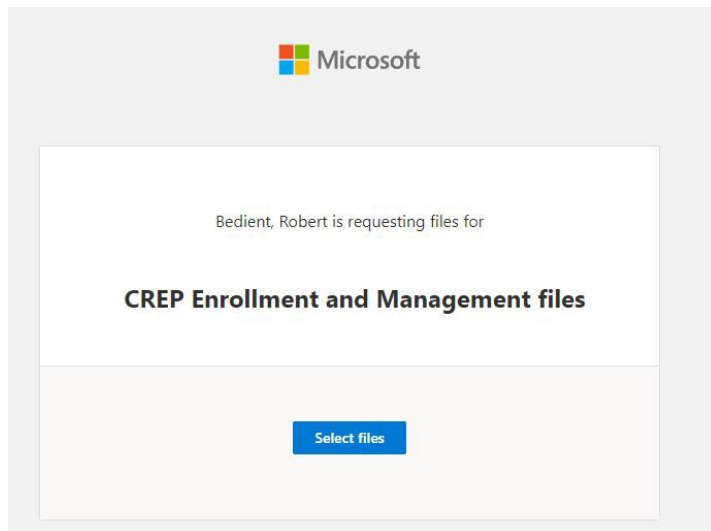 Microsoft
Bedient, Robert is requesting files for
CREP Enrollment and Management files
Select files